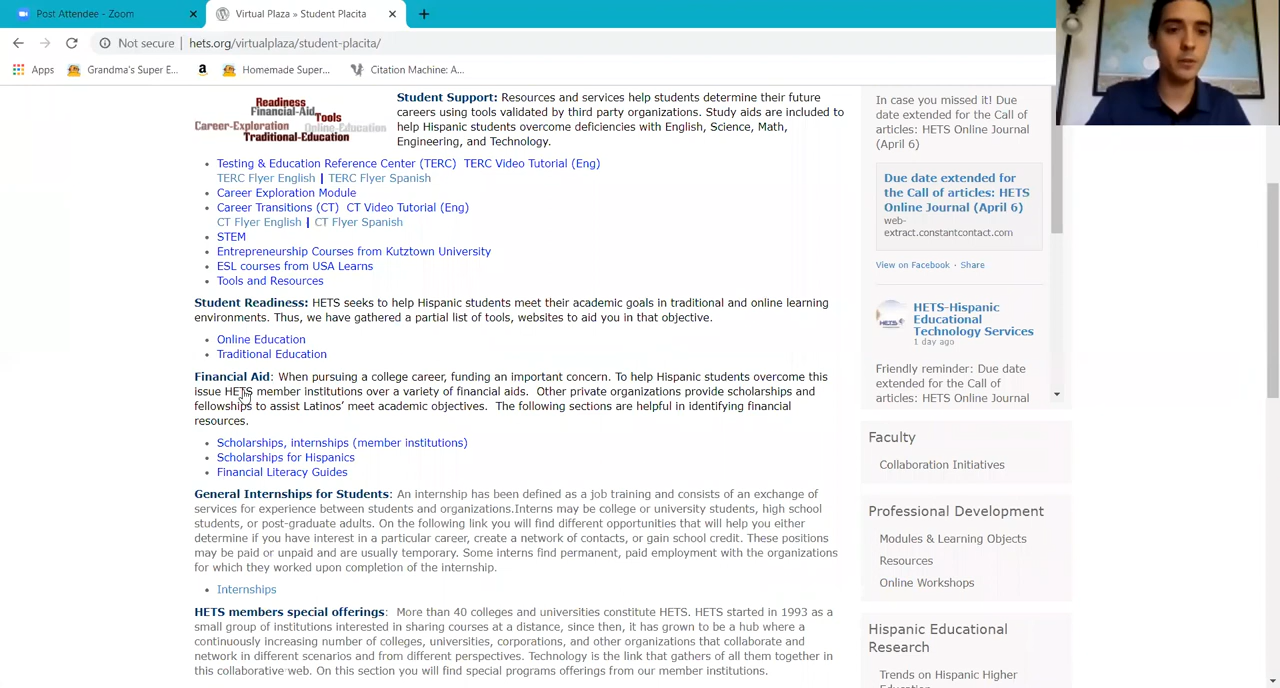 Post Attendee - Zoom
Virtual Plaza » Student Placita
Not secure | hets.org/virtualplaza/student-placita/
Apps Grandma's Super E... Homemade Super... Citation Machine: A...
Readiness
Financial-Aid
Tools
Career-Exploration Online-Education
Traditional-Education
Student Support: Resources and services help students determine their future
careers using tools validated by third party organizations. Study aids are included to
help Hispanic students overcome deficiencies with English, Science, Math,
Engineering, and Technology.
Testing & Education Reference Center (TERC) TERC Video Tutorial (Eng)
TERC Flyer English | TERC Flyer Spanish
Career Exploration Module
Career Transitions (CT) CT Video Tutorial (Eng)
CT Flyer English | CT Flyer Spanish
STEM
Entrepreneurship Courses from Kutztown University
ESL courses from USA Learns
Tools and Resources
Student Readiness: HETS seeks to help Hispanic students meet their academic goals in traditional and online learning
environments. Thus, we have gathered a partial list of tools, websites to aid you in that objective.
Online Education
Traditional Education
Financial Aid: When pursuing a college career, funding an important concern. To help Hispanic students overcome this
issue HETS member institutions over a variety of financial aids. Other private organizations provide scholarships and
fellowships to assist Latinos' meet academic objectives. The following sections are helpful in identifying financial
resources.
Scholarships, internships (member institutions)
Scholarships for Hispanics
Financial Literacy Guides
General Internships for Students: An internship has been defined as a job training and consists of an exchange of
services for experience between students and organizations.Interns may be college or university students, high school
students, or post-graduate adults. On the following link you will find different opportunities that will help you either
determine if you have interest in a particular career, create a network of contacts, or gain school credit. These positions
may be paid or unpaid and are usually temporary. Some interns find permanent, paid employment with the organizations
for which they worked upon completion of the internship.
Internships
HETS members special offerings: More than 40 colleges and universities constitute HETS. HETS started in 1993 as a
small group of institutions interested in sharing courses at a distance, since then, it has grown to be a hub where a
continuously increasing number of colleges, universities, corporations, and other organizations that collaborate and
network in different scenarios and from different perspectives. Technology is the link that gathers of all them together in
this collaborative web. On this section you will find special programs offerings from our member institutions.
In case you missed it! Due
date extended for the Call of
articles: HETS Online Journal
(April 6)
Due date extended for
the Call of articles: HETS
Online Journal (April 6)
web-
extract.constantcontact.com
View on Facebook · Share
HETS
HETS-Hispanic
Educational
Technology Services
1 day ago
Friendly reminder: Due
date extended for the Call of
articles: HETS Online Journal
Faculty
Collaboration Initiatives
Professional Development
Modules & Learning Objects
Resources
Online Workshops
Hispanic Educational
Research
Trends on Hispanic Higher
Education